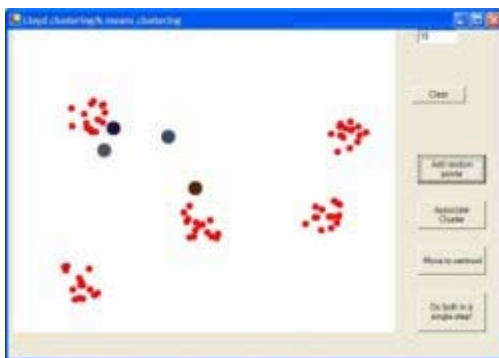 Lloyd clustering/k means clustering
15
Clear
Add random
points
Associate
Cluster
Move to centroid
Do both in a
single step!